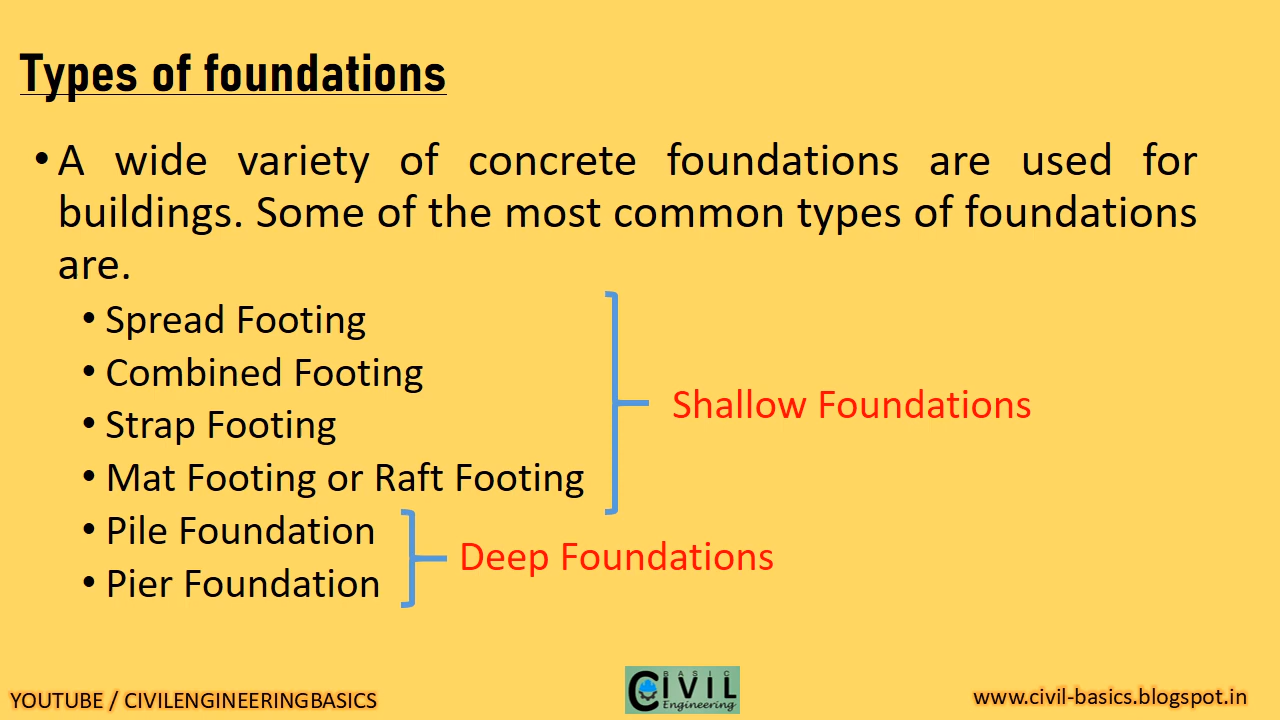 Types of foundations
• A wide variety of concrete foundations are used for
buildings. Some of the most common types of foundations
are.
• Spread Footing
• Combined Footing
• Strap Footing
• Mat Footing or Raft Footing
Shallow Foundations
• Pile Foundation
• Pier Foundation
Deep Foundations
YOUTUBE / CIVILENGINEERINGBASICS
BASIC
CIVIL
Engineering
www.civil-basics.blogspot.in